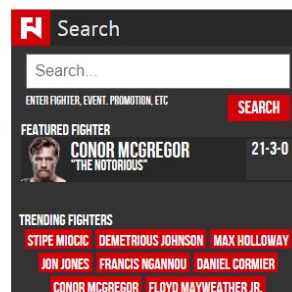 FN Search
Search...
ENTER FIGHTER, EVENT. PROMOTION, ETC
SEARCH
FEATURED FIGHTER
CONOR MCGREGOR 21-3-0
"THE NOTORIOUS"
TRENDING FIGHTERS
STIPE MIOCIC DEMETRIOUS JOHNSON MAX HOLLOWAY
JON JONES FRANCIS NGANNOU DANIEL CORMIER
CONOR MCGREGOR FLOYD MAYWEATHER JR.